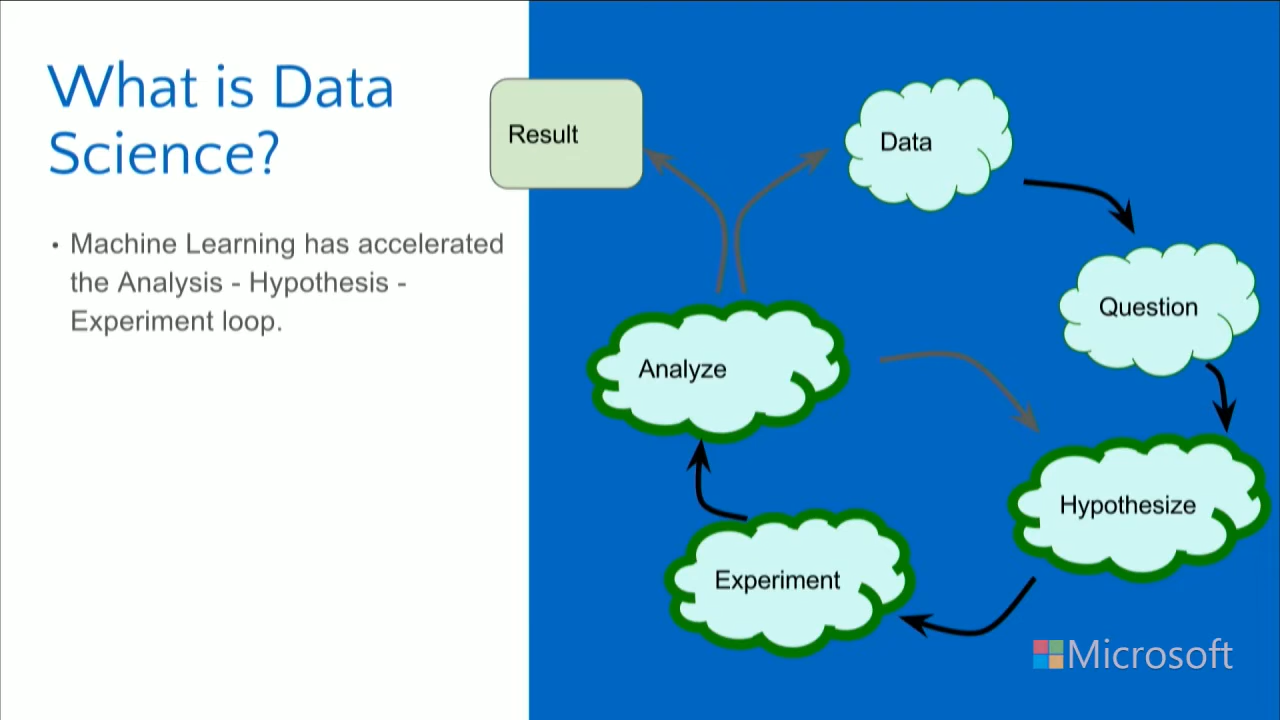 What is Data
Science?
• Machine Learning has accelerated
the Analysis - Hypothesis -
Experiment loop.
Result
Data
Question
Analyze
Hypothesize
Experiment
Microsoft